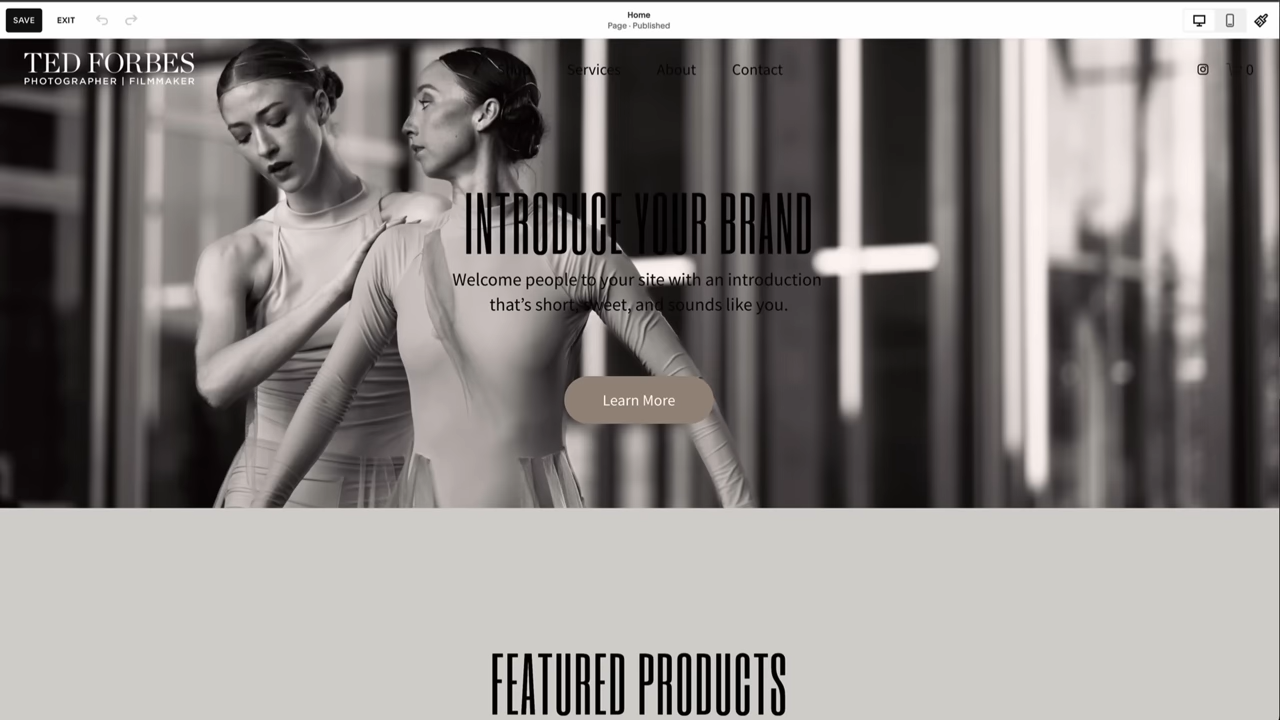 SAVE EXIT
Home
Page · Published
TED FORBES
PHOTOGRAPHER | FILMMAKER
Services About Contact
0
INTRODUCE YOUR BRAND
Welcome people to your site with an introduction
that's short, sweet, and sounds like you.
Learn More
FEATURED PRODUCTS